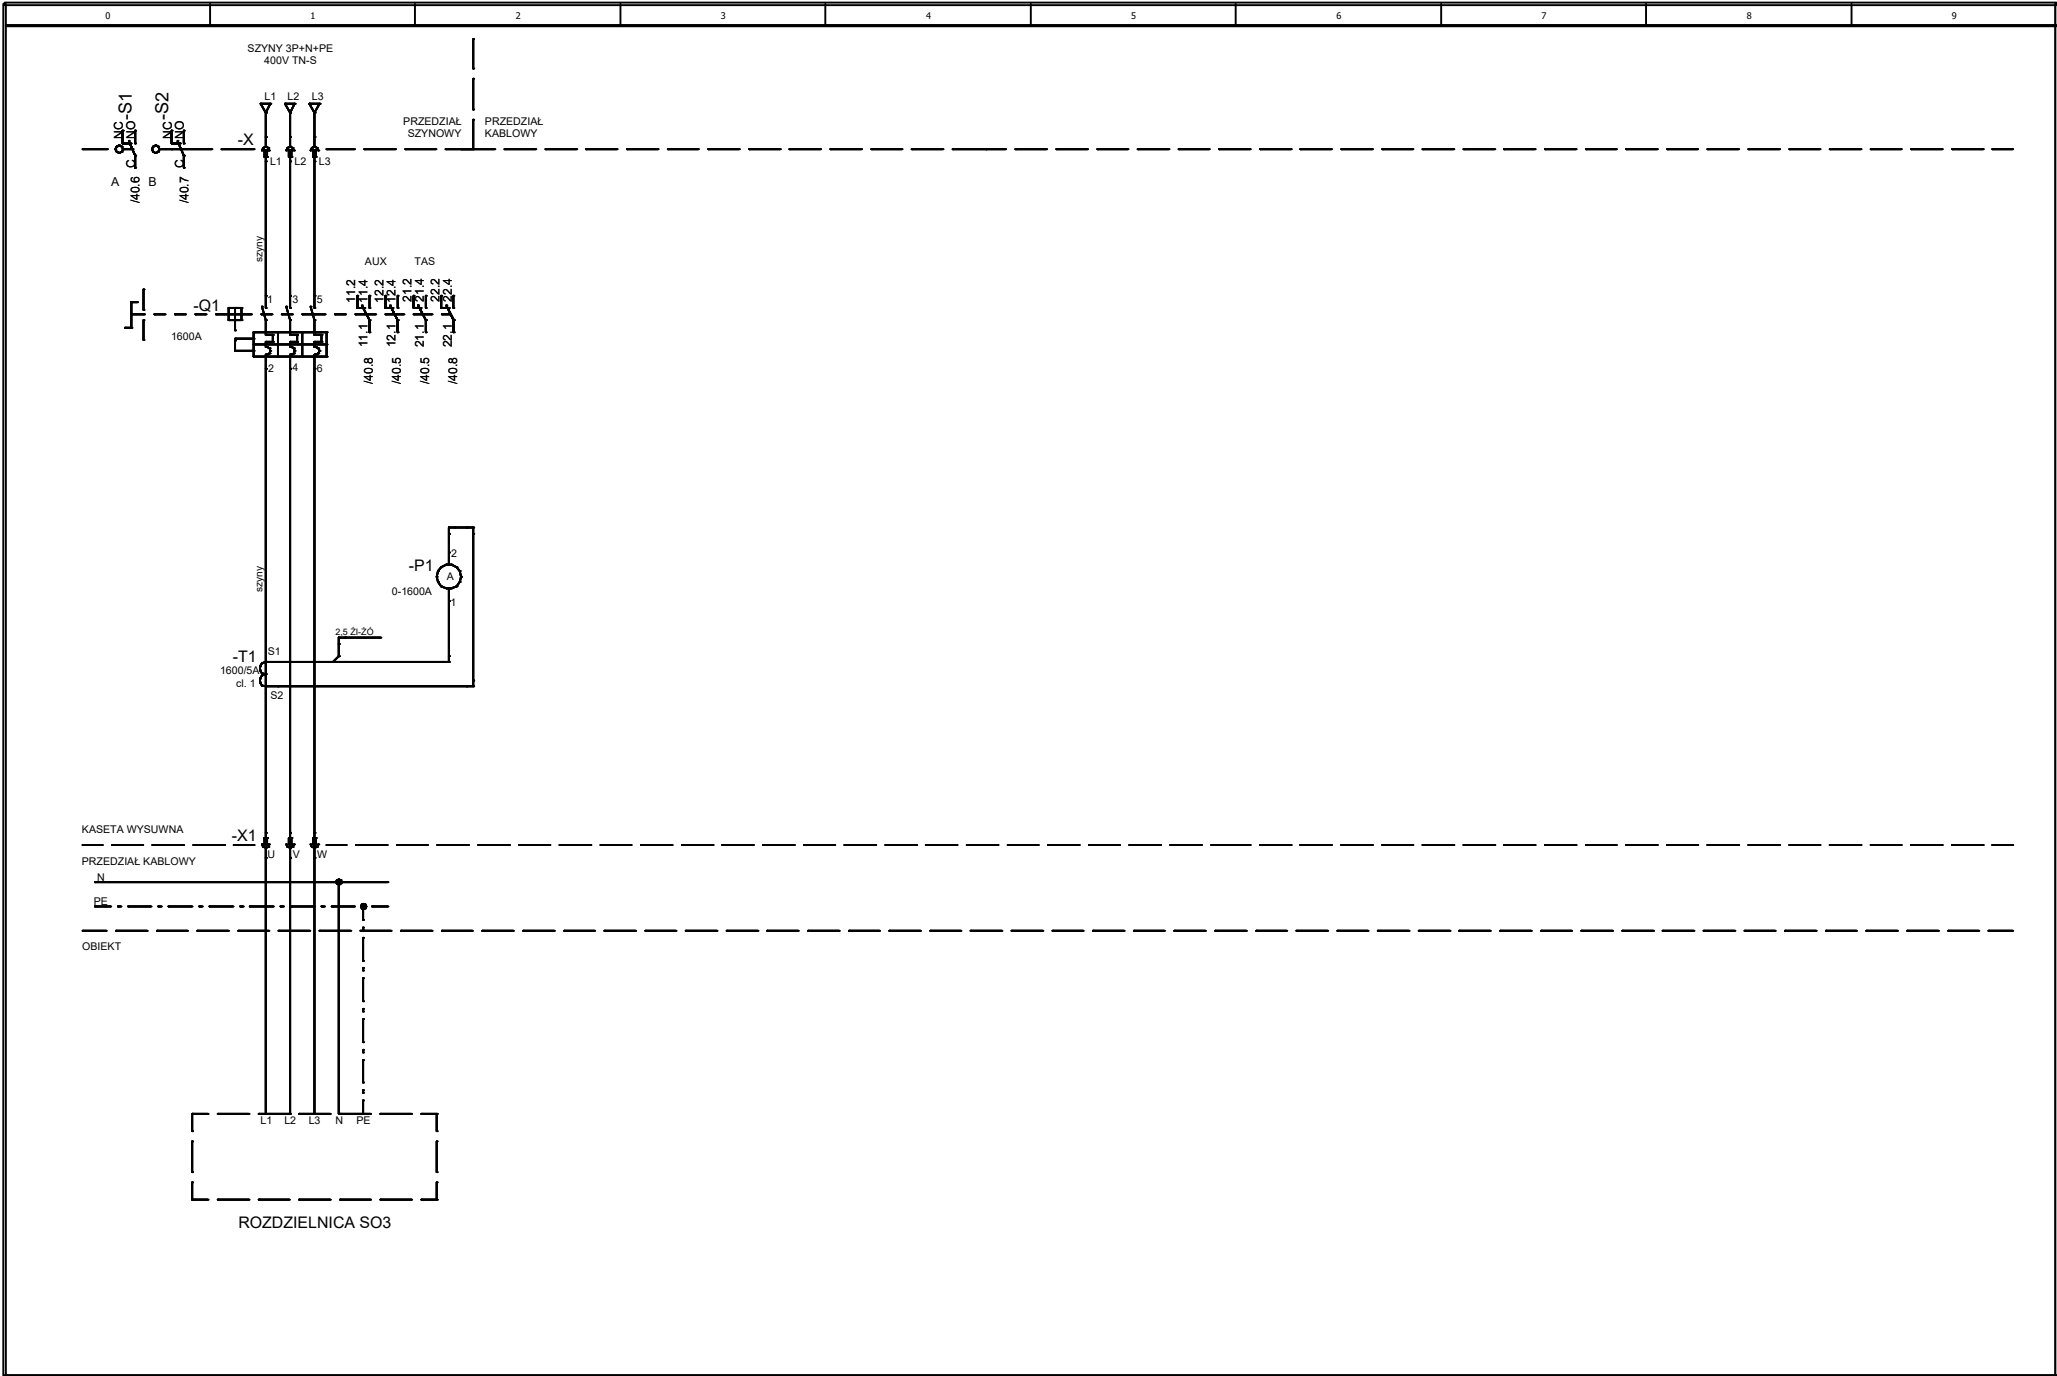 0 1 2 3 4 5 6 7 8 9
SZYNY 3P+N+PE
400V TN-S
L1 L2 L3
-S1
NC
NO
C
A
/40.6
-S2
NC
NO
C
B
/40.7
-X
L1 L2 L3
PRZEDZIAŁ
SZYNOWY
PRZEDZIAŁ
KABLOWY
szyny
AUX TAS
-Q1
1600A
1 3 5
2 4 6
11.2 11.4 12.2 12.4 21.2 21.4 22.2 22.4
11.1 12.1 21.1 22.1
/40.8 /40.5 /40.5 /40.8
szyny
-P1
0-1600A
2
A
1
2,5 ŻI-ŻÓ
-T1
1600/5A
cl. 1
S1
S2
KASETA WYSUWNA
-X1
U V W
PRZEDZIAŁ KABLOWY
N
PE
OBIEKT
L1 L2 L3 N PE
ROZDZIELNICA SO3